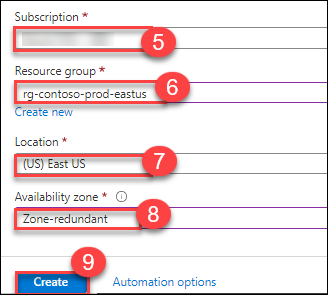 Subscription *
5
Resource group *
rg-contoso-prod-eastus
6
Create new
Location *
(US) East US
7
Availability zone *
Zone-redundant
8
9
Create
Automation options